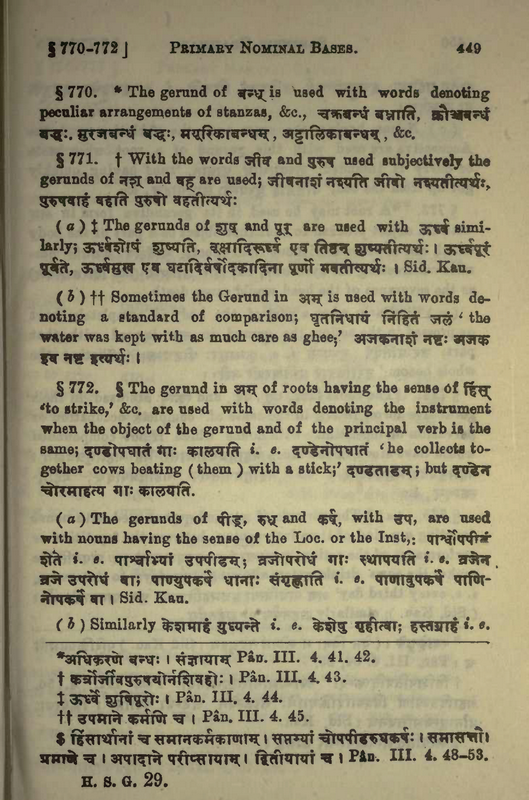 § 770-772 ] PRIMARY NOMINAL BASES. 449
§ 770. * The gerund of बन्ध् is used with words denoting
peculiar arrangements of stanzas, &c., चक्रबन्धं बध्नाति, क्रौञ्चबन्धं
बद्धः, मुरजबन्धं बद्धः, मयूरिकाबन्धम्, अट्टालिकाबन्धम्, &c.
§ 771. † With the words जीव and पुरुष used subjectively the
gerunds of नश् and वह् are used; जीवनाशं नश्यति जीवो नश्यतीत्यर्थः,
पुरुषवाहं वहति पुरुषो वहतीत्यर्थः
( a ) ‡ The gerunds of शुष् and पूर् are used with ऊर्ध्व simi-
larly; ऊर्ध्वशोषं शुष्यति, वृक्षादिरूर्ध्व एव तिष्ठन् शुष्यतीत्यर्थः । ऊर्ध्वपूरं
पूर्यते, ऊर्ध्वमुख एव घटादिर्वर्षोदकादिना पूर्णो भवतीत्यर्थः । Sid. Kau.
( b ) †† Sometimes the Gerund in अम् is used with words de-
noting a standard of comparison; घृतनिधायं निहितं जलं ‘ the
water was kept with as much care as ghee;’ अजकनाशं नष्टः अजक
इव नष्ट इत्यर्थः ।
§ 772. § The gerund in अम् of roots having the sense of हिंस्
‘to strike,’ &c. are used with words denoting the instrument
when the object of the gerund and of the principal verb is the
same; दण्डोपघातं गाः कालयति i. e. दण्डेनोपघातं ‘he collects to-
gether cows beating ( them ) with a stick;’ दण्डताडम्; but दण्डेन
चोरमाहत्य गाः कालयति.
( a ) The gerunds of पीड्, रुध् and कर्ष्, with उप, are used
with nouns having the sense of the Loc. or the Inst,: पार्श्वोपपीडं
शेते i. e. पार्श्वाभ्यां उपपीडम्; व्रजोपरोधं गाः स्थापयति i. e. व्रजेन
व्रजे उपरोधं वा; पाण्युपकर्षं धानाः संगृह्णाति i. e. पाणावुपकर्षं पाणि-
नोपकर्षं वा । Sid. Kau.
( b ) Similarly केशग्राहं युध्यन्ते i. e. केशेषु गृहीत्वा; हस्तग्राहं i. e.
*अधिकरणे बन्धः । संज्ञायाम् Pân. III. 4. 41. 42.
† कर्त्रोर्जीवपुरुषयोर्नशिवहोः । Pân. III. 4. 43.
‡ ऊर्ध्वे शुषिपूरोः । Pân. III. 4. 44.
†† उपमाने कर्मणि च । Pân. III. 4. 45.
§ हिंसार्थानां च समानकर्मकाणाम् । सप्तम्यां चोपपीडरुधकर्षः । समासत्तौ।
प्रमाणे च । अपादाने परीप्सायाम् । द्वितीयायां च । Pân. III. 4. 48-53.
H. S. G. 29.